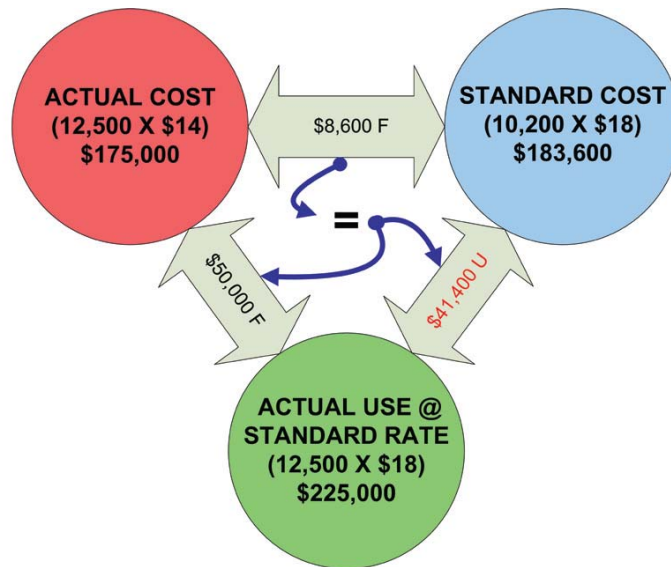 ACTUAL COST
(12,500 X $14)
$175,000
$8,600 F
STANDARD COST
(10,200 X $18)
$183,600
=
$50,000 F
$41,400 U
ACTUAL USE @
STANDARD RATE
(12,500 X $18)
$225,000